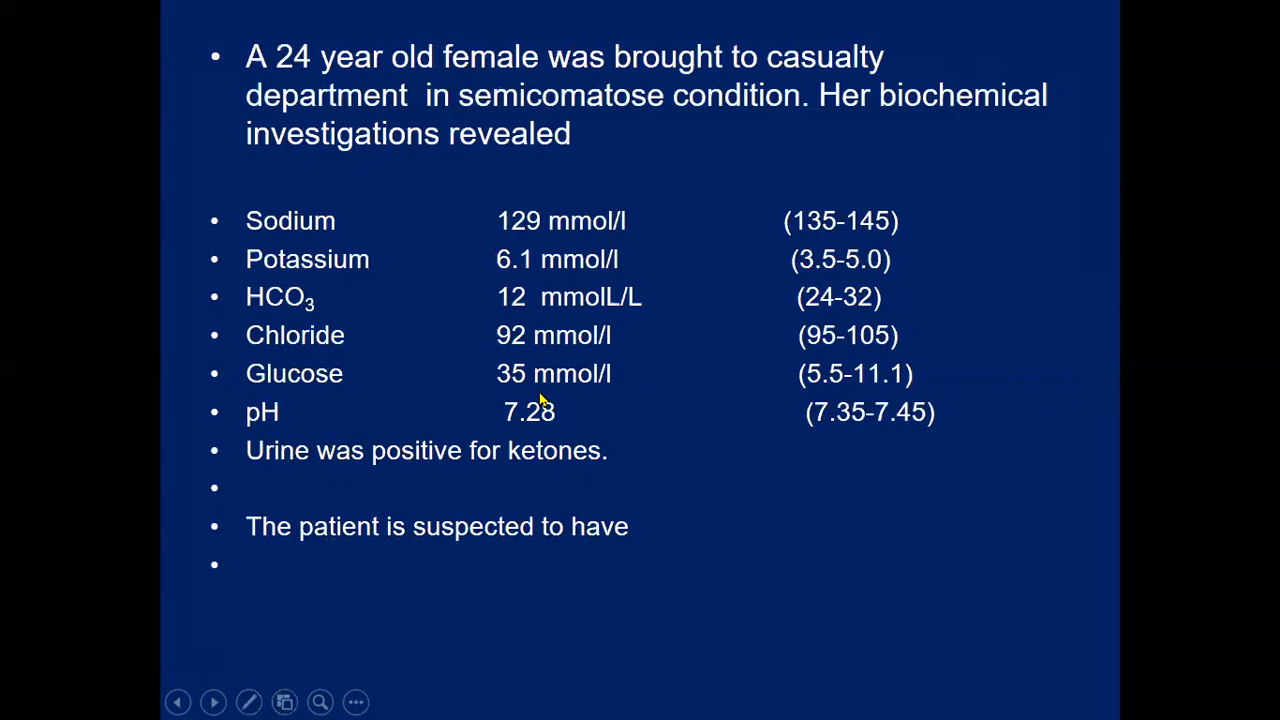 • A 24 year old female was brought to casualty
department in semicomatose condition. Her biochemical
investigations revealed
• Sodium 129 mmol/l (135-145)
• Potassium 6.1 mmol/l (3.5-5.0)
• HCO₃ 12 mmolL/L (24-32)
• Chloride 92 mmol/l (95-105)
• Glucose 35 mmol/l (5.5-11.1)
• pH 7.28 (7.35-7.45)
• Urine was positive for ketones.
•
• The patient is suspected to have
•